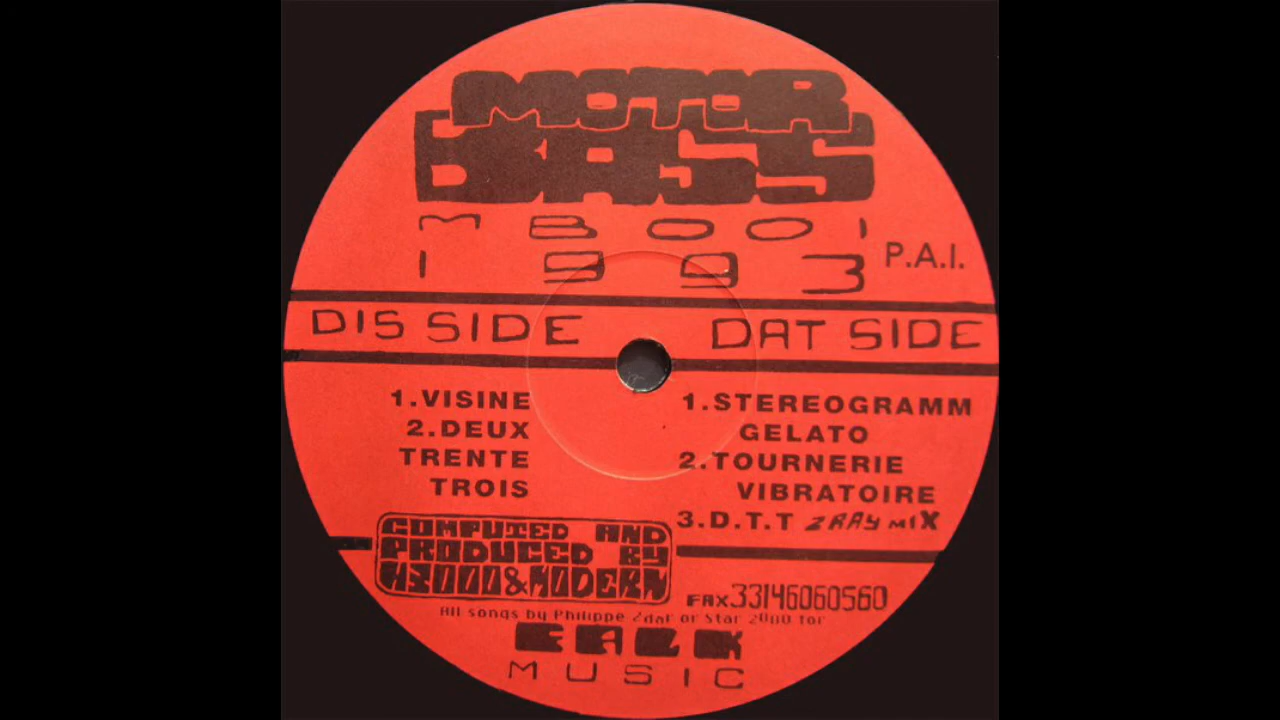 MOTOR
BASS
MB001
1993 P.A.I.
DIS SIDE
DAT SIDE
1.VISINE
2.DEUX
TRENTE
TROIS
1.STEREOGRAMM
GELATO
2.TOURNERIE
VIBRATOIRE
3.D.T.T ZRAY MIX
COMPUTED AND
PRODUCED BY
H3000&MODERN
FAX33146060560
All songs by Philippe Zdar or Star 2000 for
FALK
MUSIC